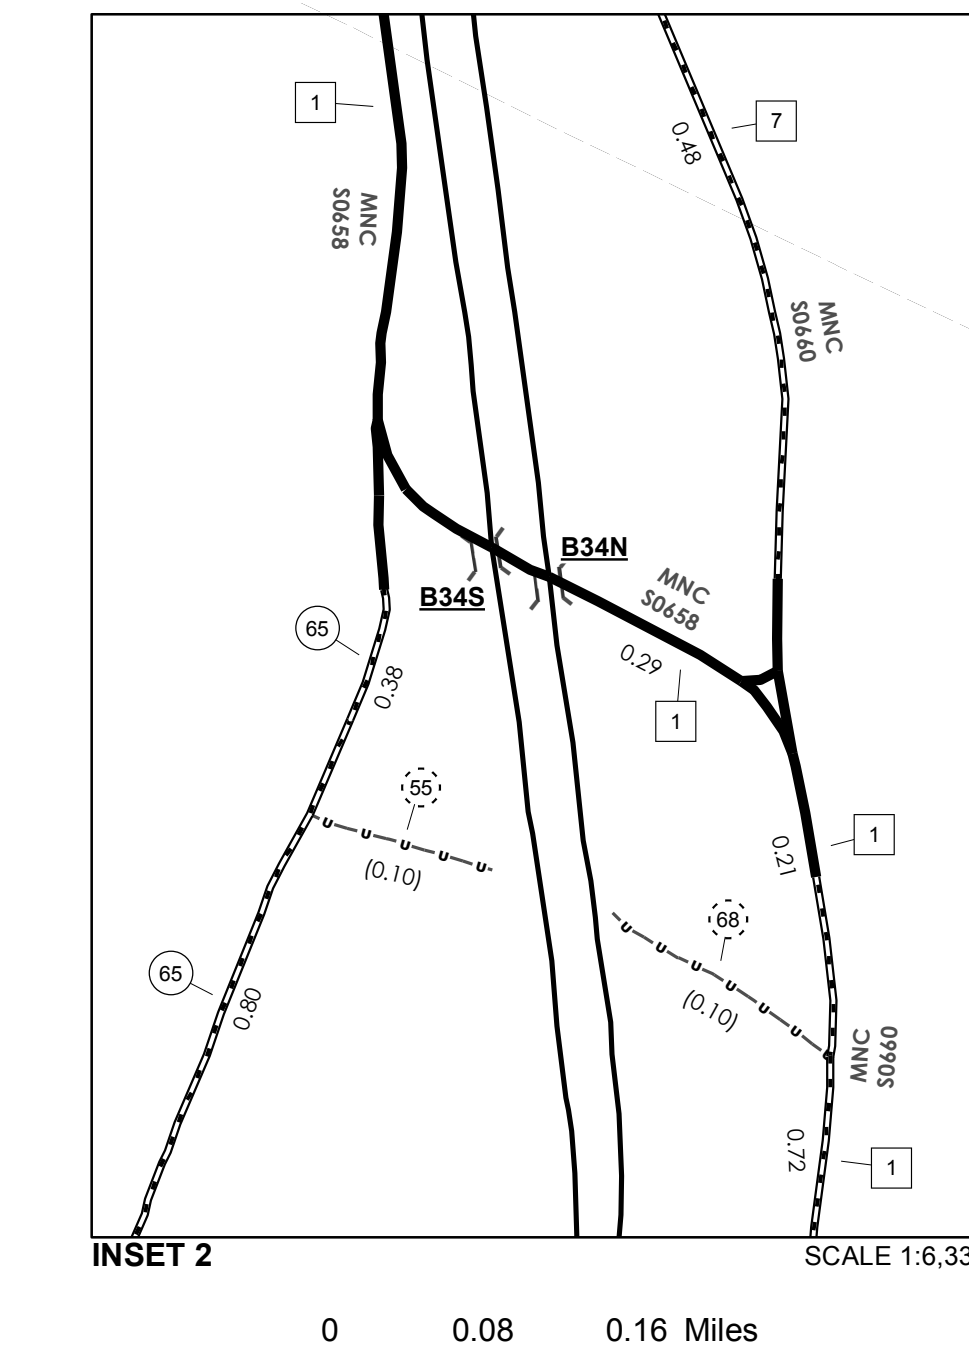 1
7
0.48
MNC
S0658
MNC
S0660
B34N
B34S
MNC
S0658
65
0.29
0.38
1
55
(0.10)
1
0.21
68
(0.10)
65
0.80
MNC
S0660
0.72
1
INSET 2
SCALE 1:6,33
0 0.08 0.16 Miles